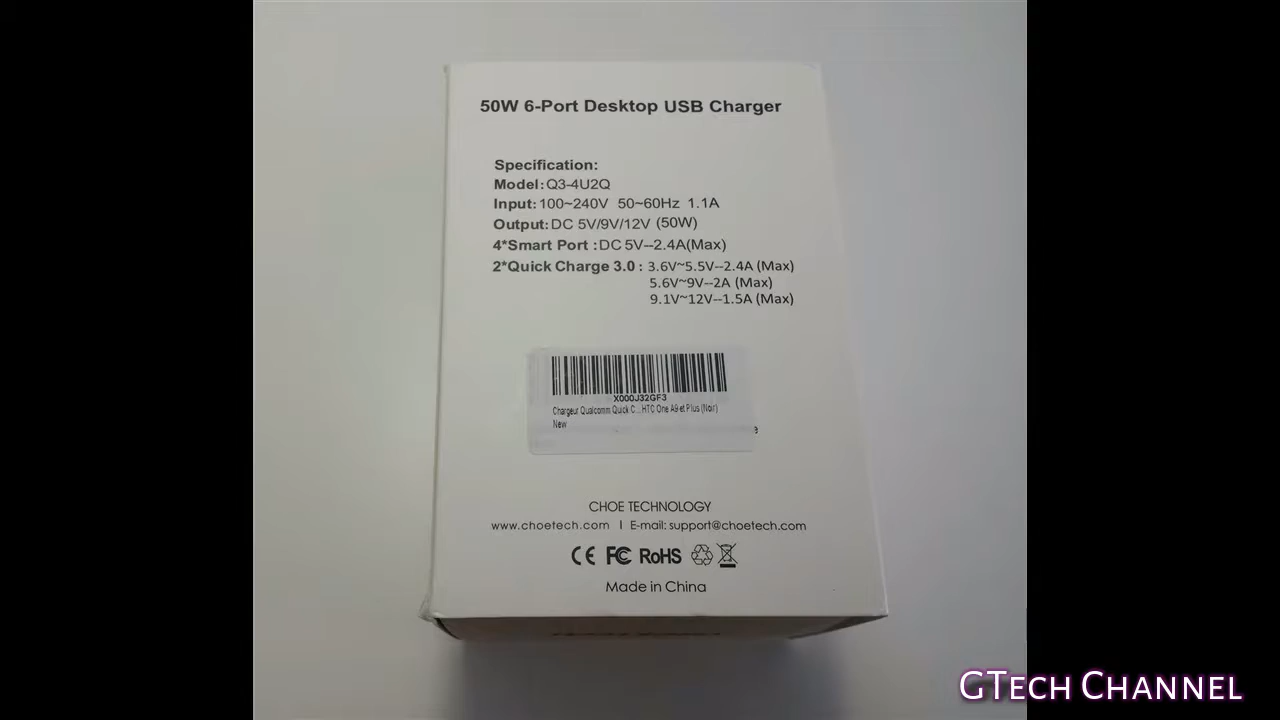 50W 6-Port Desktop USB Charger
Specification:
Model: Q3-4U2Q
Input: 100~240V 50~60Hz 1.1A
Output: DC 5V/9V/12V (50W)
4*Smart Port : DC 5V--2.4A(Max)
2*Quick Charge 3.0 : 3.6V~5.5V--2.4A (Max)
5.6V~9V--2A (Max)
9.1V~12V--1.5A (Max)
X000J32GF3
Chargeur Qualcomm Quick C... HTC One A9 et Plus (Noir)
New
e
CHOE TECHNOLOGY
www.choetech.com | E-mail: support@choetech.com
CE FC RoHS
Made in China
GTech Channel